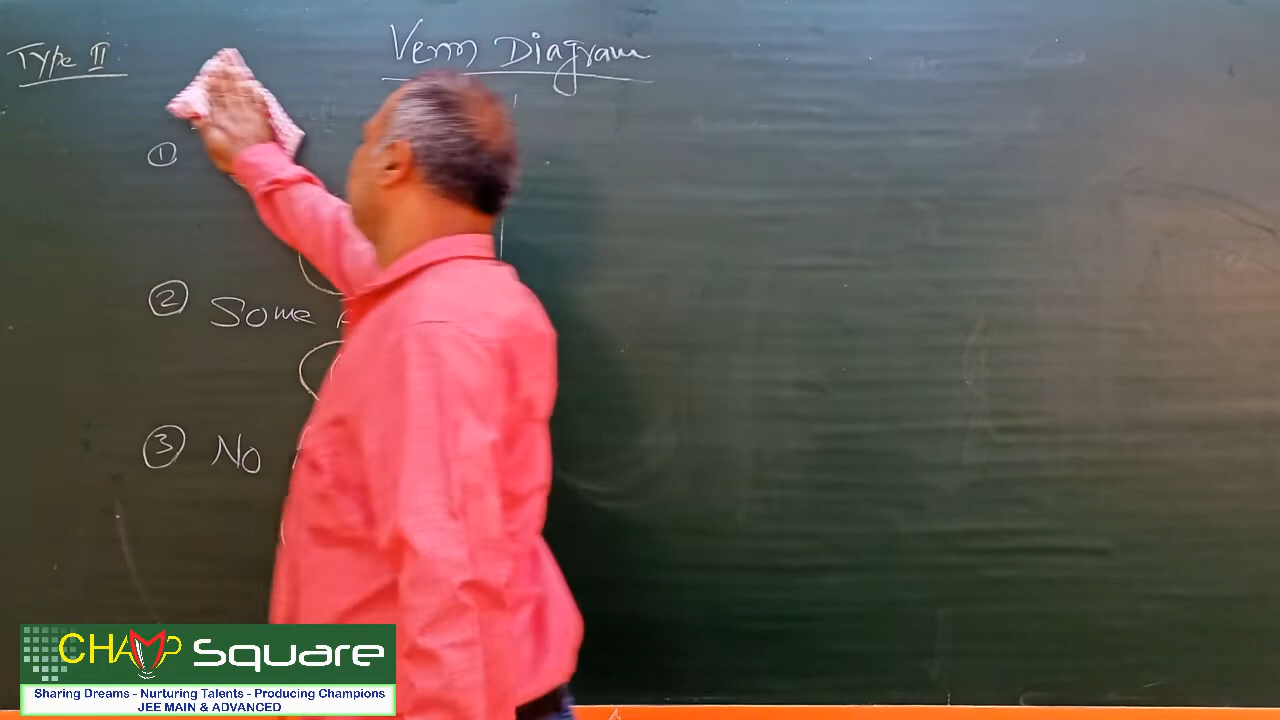 Type II
Venn Diagram
①
② Some
③ No
CHAMP Square
Sharing Dreams - Nurturing Talents - Producing Champions
JEE MAIN & ADVANCED